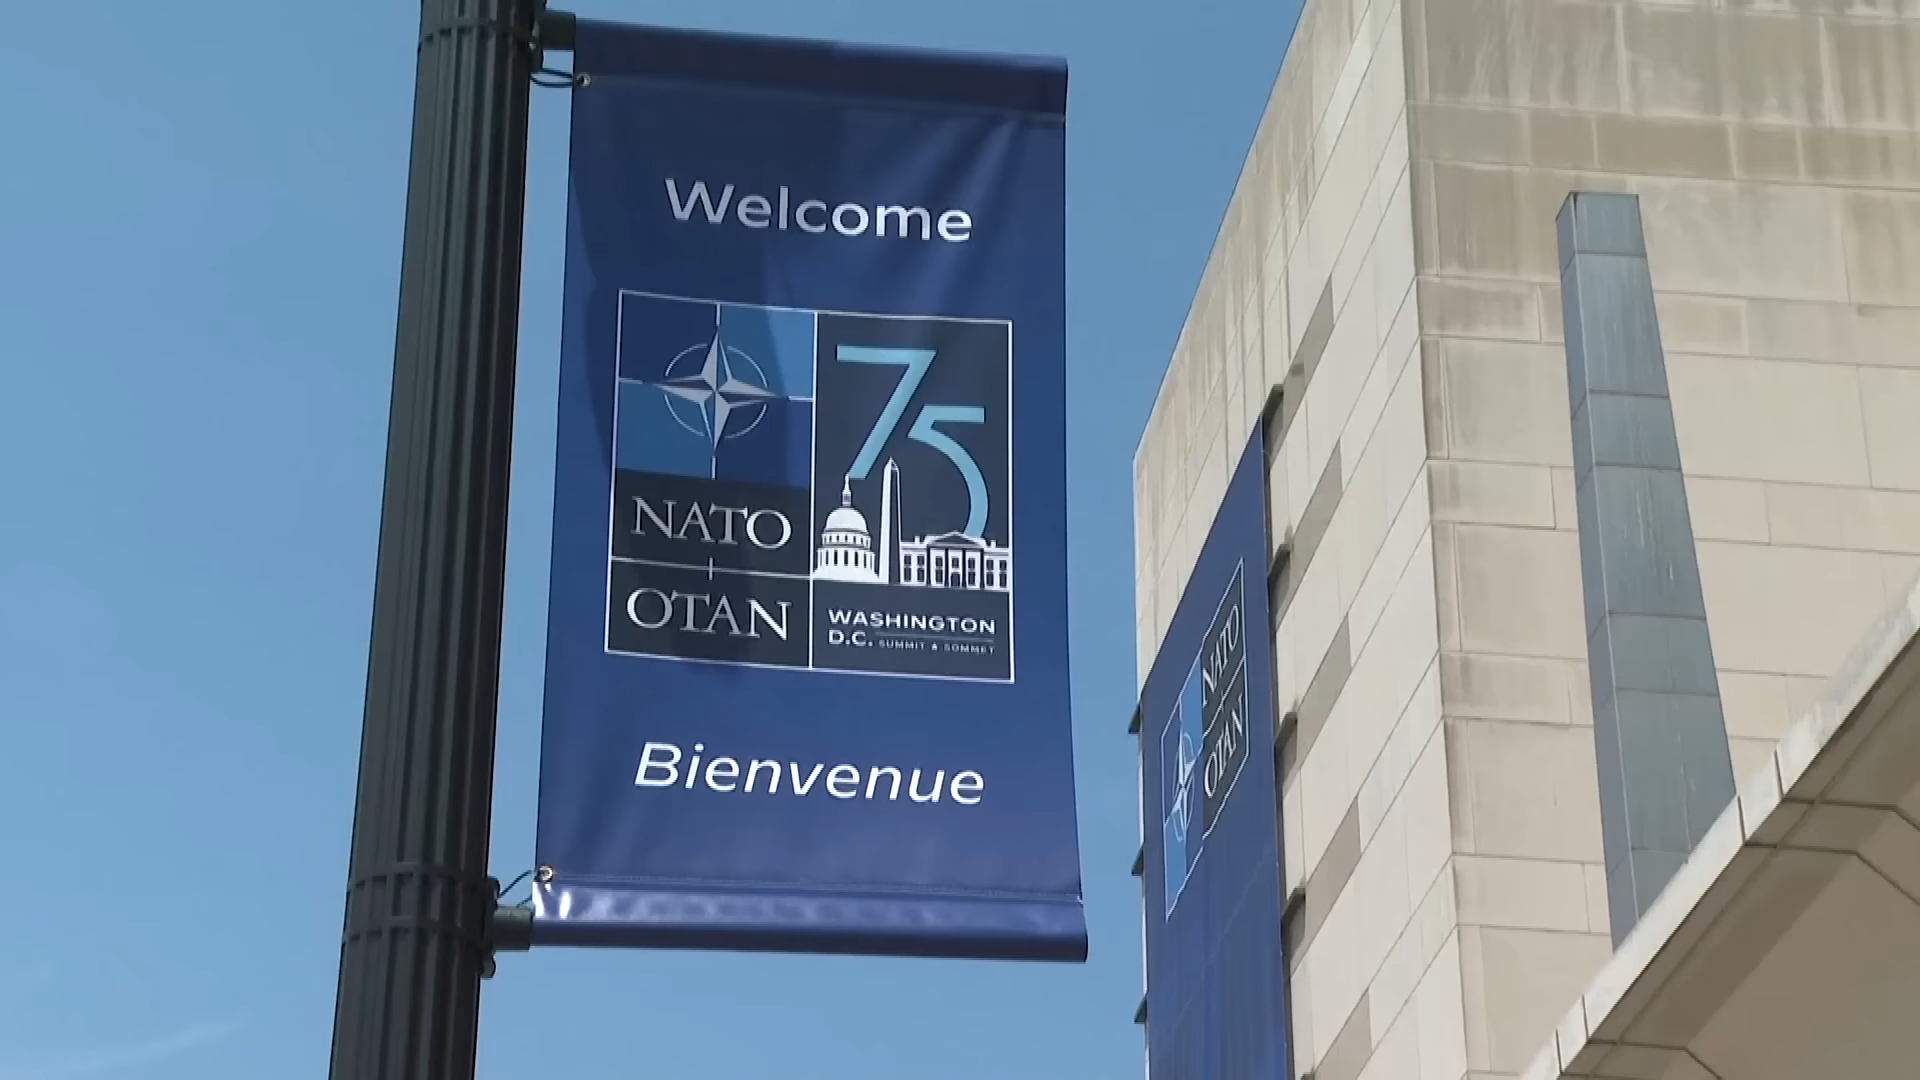 Welcome
NATO
OTAN
75
WASHINGTON
D.C. SUMMIT & SOMMET
Bienvenue
NATO
OTAN